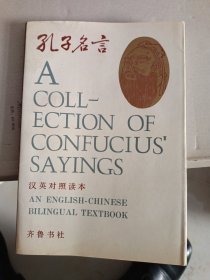 孔子名言
A
COLL-
ECTION OF
CONFUCIUS'
SAYINGS
汉英对照读本
AN ENGLISH-CHINESE
BILINGUAL TEXTBOOK
齐鲁书社